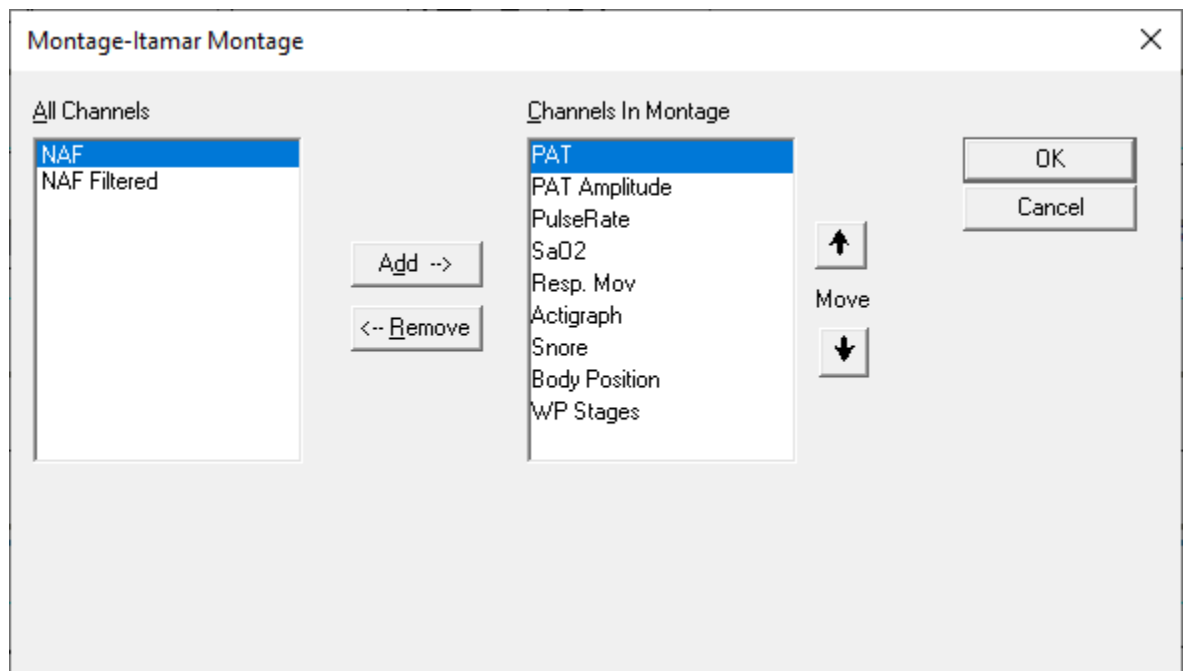 Montage-Itamar Montage
All Channels
NAF
NAF Filtered
Add -->
<-- Remove
Channels In Montage
PAT
PAT Amplitude
PulseRate
SaO2
Resp. Mov
Actigraph
Snore
Body Position
WP Stages
Move
OK
Cancel